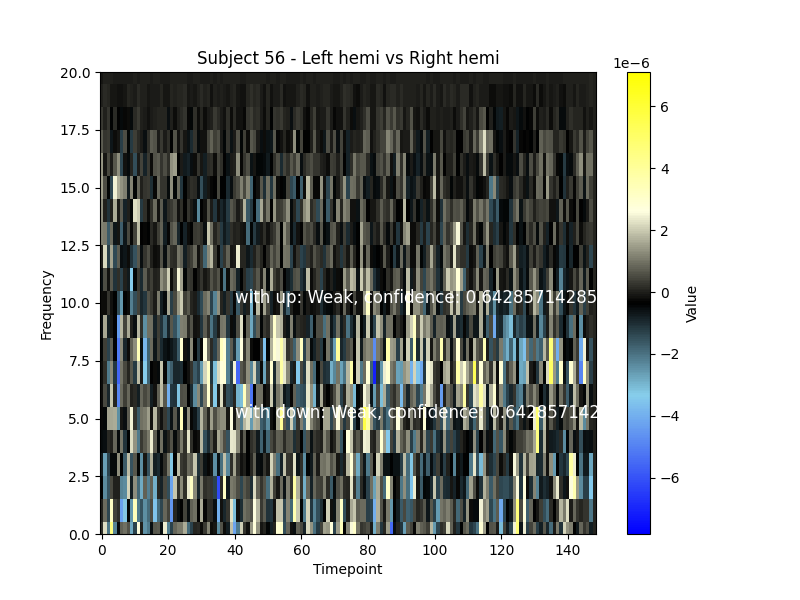 Subject 56 - Left hemi vs Right hemi
1e−6
20.0
17.5
15.0
12.5
10.0
7.5
5.0
2.5
0.0
Frequency
with up: Weak, confidence: 0.64285714285
with down: Weak, confidence: 0.642857142
0 20 40 60 80 100 120 140
Timepoint
6
4
2
0
−2
−4
−6
Value